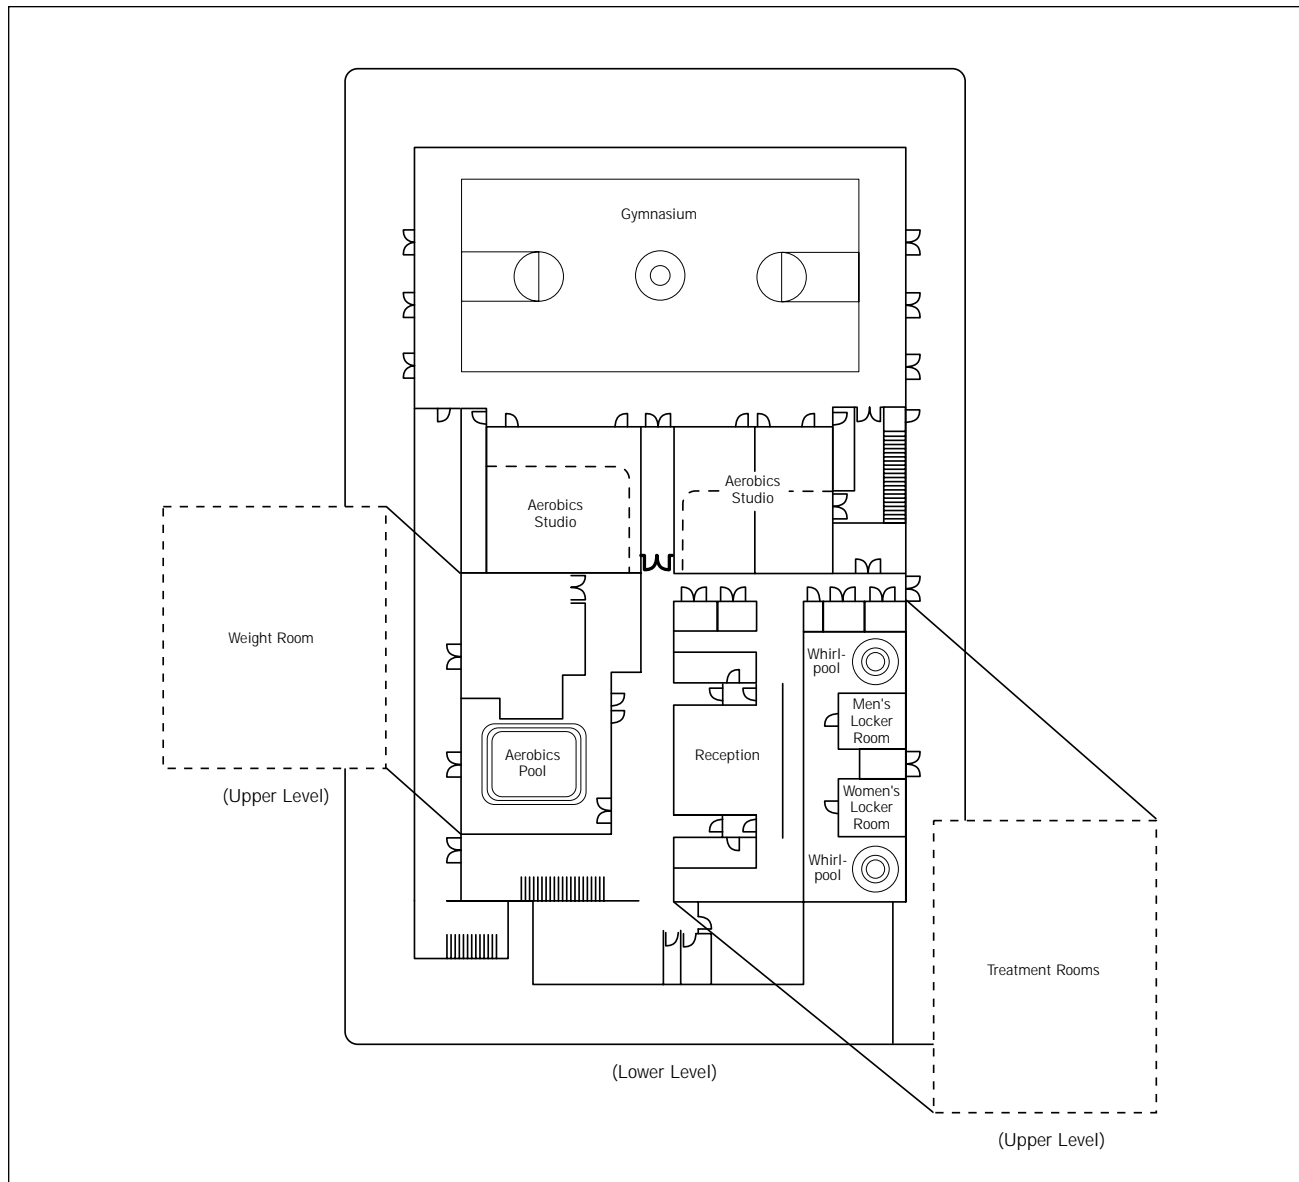 Gymnasium
Aerobics
Studio
Aerobics
Studio
Weight Room
(Upper Level)
Whirl-
pool
Men's
Locker
Room
Aerobics
Pool
Reception
Women's
Locker
Room
Whirl-
pool
Treatment Rooms
(Lower Level)
(Upper Level)